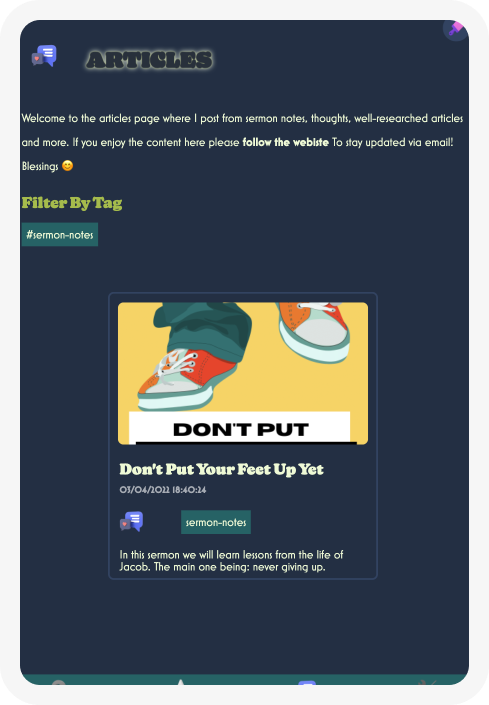 ARTICLES
Welcome to the articles page where I post from sermon notes, thoughts, well-researched articles
and more. If you enjoy the content here please follow the webiste To stay updated via email!
Blessings 😊
Filter By Tag
#sermon-notes
DON'T PUT
Don't Put Your Feet Up Yet
03/04/2022 18:40:24
sermon-notes
In this sermon we will learn lessons from the life of
Jacob. The main one being: never giving up.